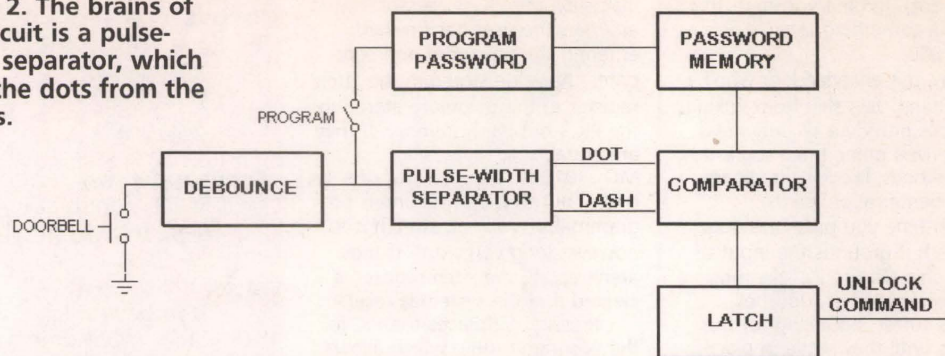 2. The brains of
cuit is a pulse-
separator, which
the dots from the
s.
PROGRAM
PASSWORD
PASSWORD
MEMORY
PROGRAM
DEBOUNCE
PULSE-WIDTH
SEPARATOR
DOT
DASH
COMPARATOR
DOORBELL
LATCH
UNLOCK
COMMAND